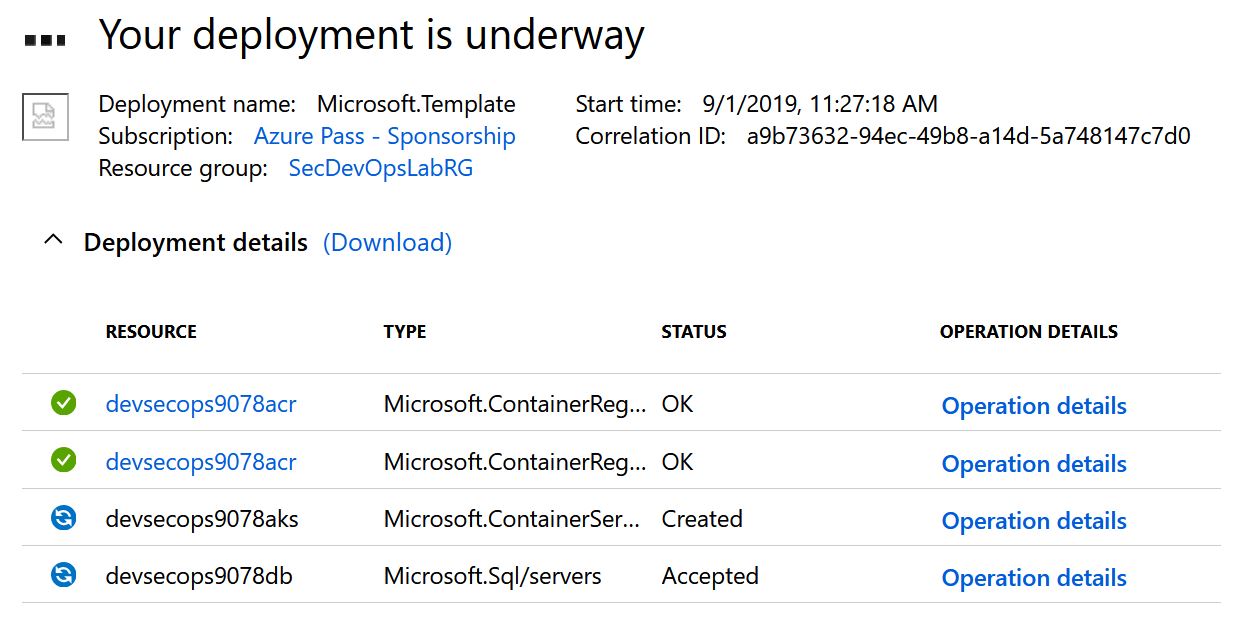 Your deployment is underway
Deployment name: Microsoft.Template Start time: 9/1/2019, 11:27:18 AM
Subscription: Azure Pass - Sponsorship Correlation ID: a9b73632-94ec-49b8-a14d-5a748147c7d0
Resource group: SecDevOpsLabRG
Deployment details (Download)
RESOURCE TYPE STATUS OPERATION DETAILS
devsecops9078acr Microsoft.ContainerReg... OK Operation details
devsecops9078acr Microsoft.ContainerReg... OK Operation details
devsecops9078aks Microsoft.ContainerSer... Created Operation details
devsecops9078db Microsoft.Sql/servers Accepted Operation details